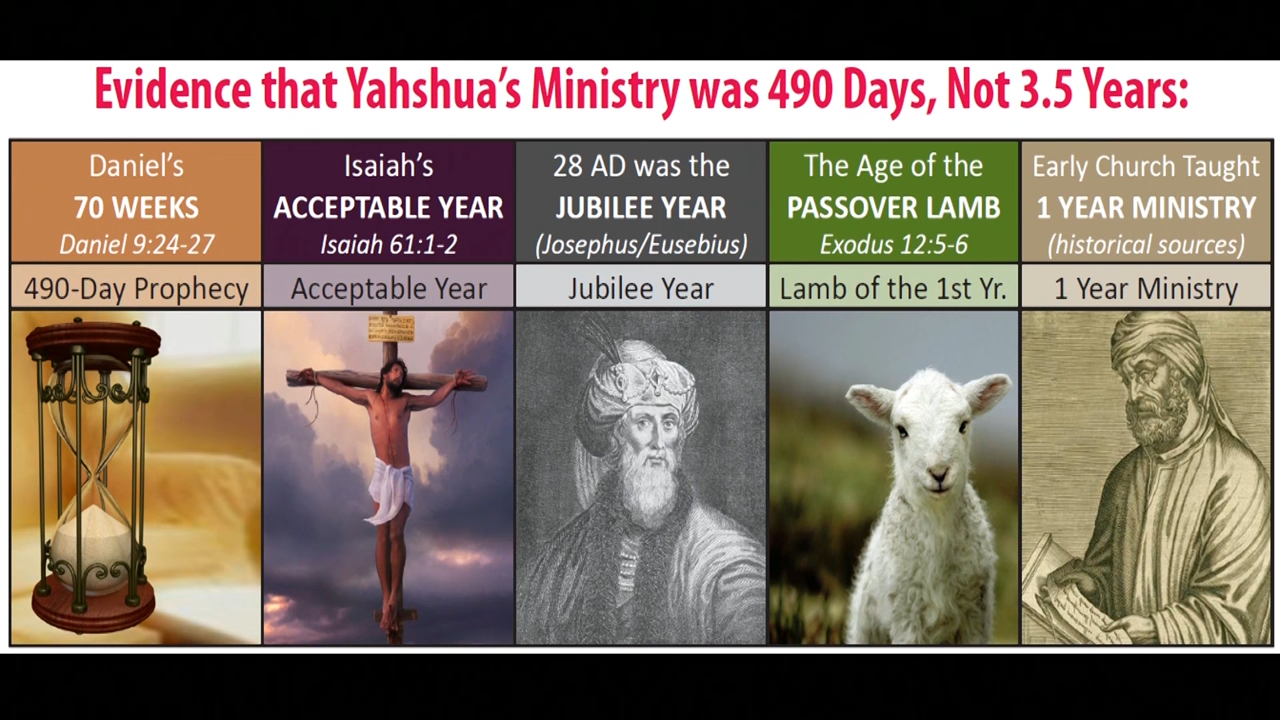 Evidence that Yahshua's Ministry was 490 Days, Not 3.5 Years:
Daniel's
70 WEEKS
Daniel 9:24-27
490-Day Prophecy
Isaiah's
ACCEPTABLE YEAR
Isaiah 61:1-2
Acceptable Year
28 AD was the
JUBILEE YEAR
(Josephus/Eusebius)
Jubilee Year
The Age of the
PASSOVER LAMB
Exodus 12:5-6
Lamb of the 1st Yr.
Early Church Taught
1 YEAR MINISTRY
(historical sources)
1 Year Ministry